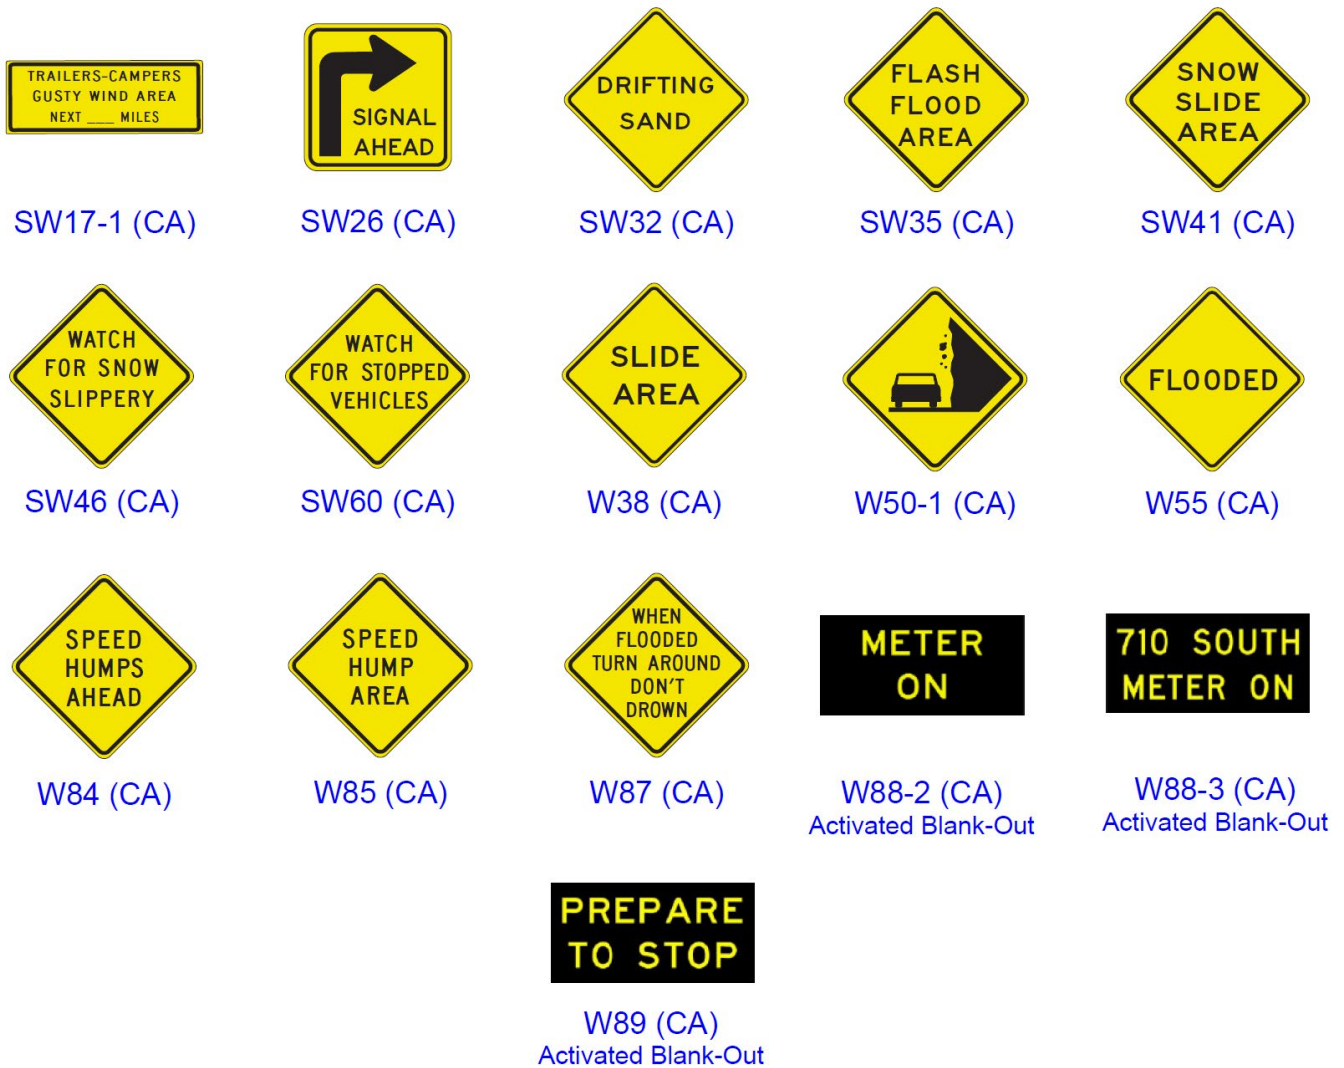 TRAILERS-CAMPERS
GUSTY WIND AREA
NEXT ___ MILES
SW17-1 (CA)
SIGNAL
AHEAD
SW26 (CA)
DRIFTING
SAND
SW32 (CA)
FLASH
FLOOD
AREA
SW35 (CA)
SNOW
SLIDE
AREA
SW41 (CA)
WATCH
FOR SNOW
SLIPPERY
SW46 (CA)
WATCH
FOR STOPPED
VEHICLES
SW60 (CA)
SLIDE
AREA
W38 (CA)
W50-1 (CA)
FLOODED
W55 (CA)
SPEED
HUMPS
AHEAD
W84 (CA)
SPEED
HUMP
AREA
W85 (CA)
WHEN
FLOODED
TURN AROUND
DON'T
DROWN
W87 (CA)
METER
ON
W88-2 (CA)
Activated Blank-Out
710 SOUTH
METER ON
W88-3 (CA)
Activated Blank-Out
PREPARE
TO STOP
W89 (CA)
Activated Blank-Out